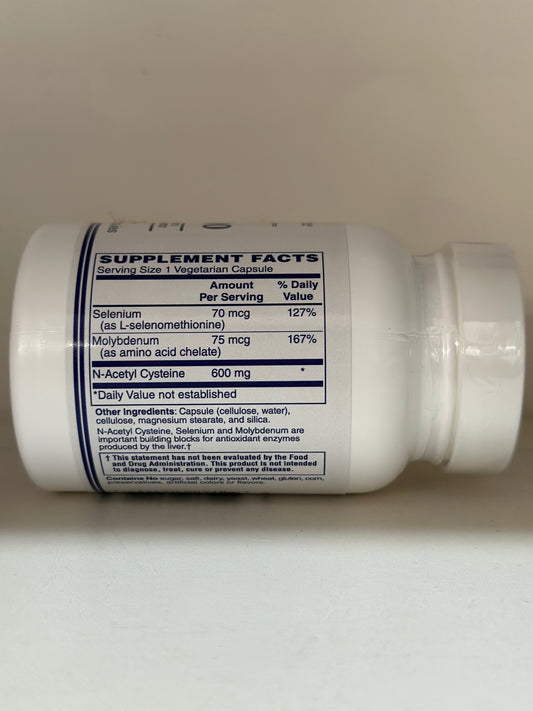 SUPPLEMENT FACTS
Serving Size 1 Vegetarian Capsule
Amount Per Serving % Daily Value
Selenium 70 mcg 127%
(as L-selenomethionine)
Molybdenum 75 mcg 167%
(as amino acid chelate)
N-Acetyl Cysteine 600 mg *
*Daily Value not established
Other Ingredients: Capsule (cellulose, water),
cellulose, magnesium stearate, and silica.
N-Acetyl Cysteine, Selenium and Molybdenum are
important building blocks for antioxidant enzymes
produced by the liver.†
† This statement has not been evaluated by the Food
and Drug Administration. This product is not intended
to diagnose, treat, cure or prevent any disease.
Contains No sugar, salt, dairy, yeast, wheat, gluten, corn,
preservatives, artificial colors or flavors.